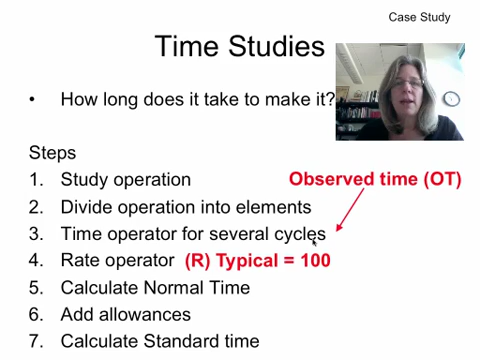 Case Study
Time Studies
• How long does it take to make it?
Steps
1. Study operation
Observed time (OT)
2. Divide operation into elements
3. Time operator for several cycles
4. Rate operator (R) Typical = 100
5. Calculate Normal Time
6. Add allowances
7. Calculate Standard time